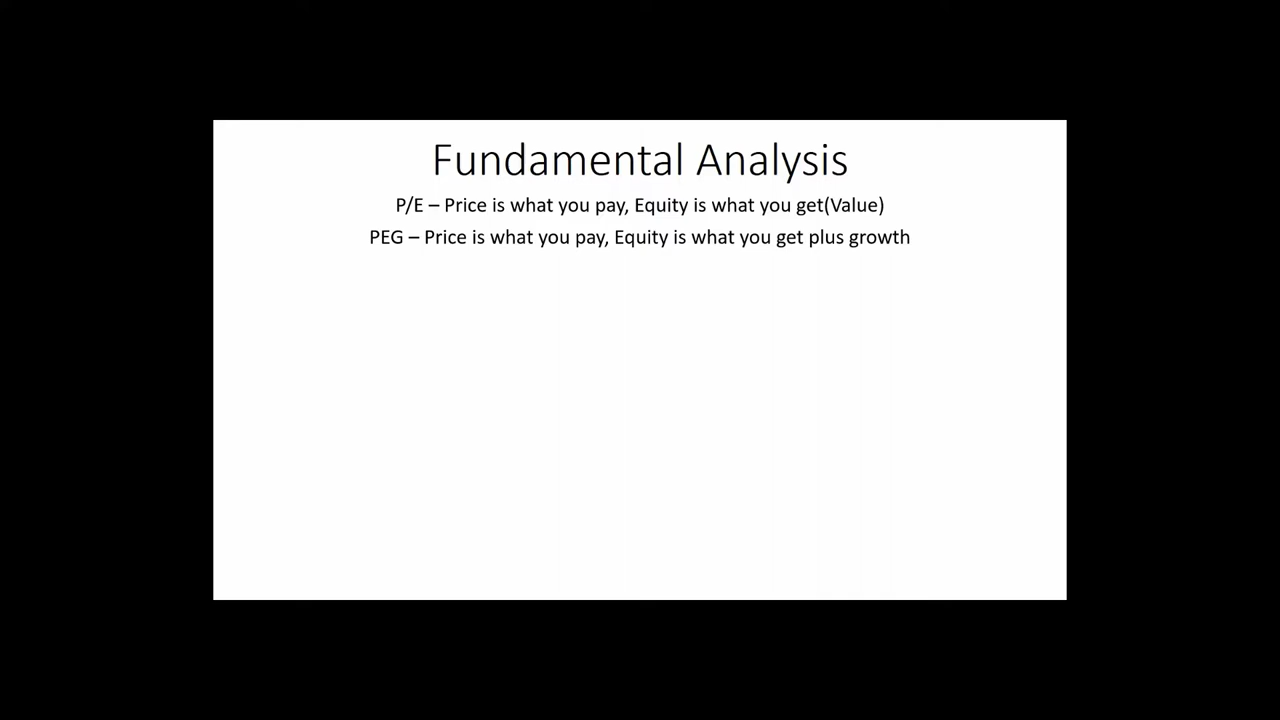 Fundamental Analysis
P/E – Price is what you pay, Equity is what you get(Value)
PEG – Price is what you pay, Equity is what you get plus growth